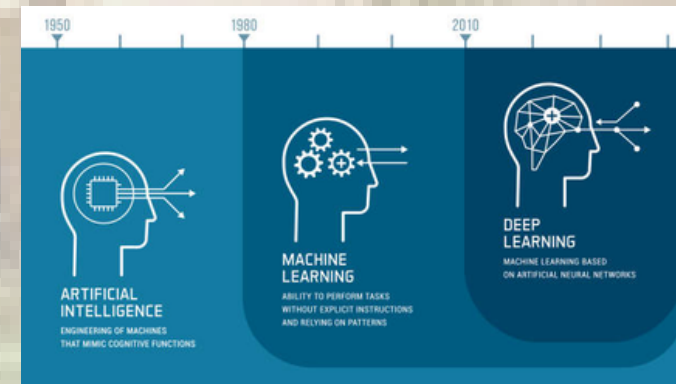 1950
1980
2010
ARTIFICIAL
INTELLIGENCE
ENGINEERING OF MACHINES
THAT MIMIC COGNITIVE FUNCTIONS
MACHINE
LEARNING
ABILITY TO PERFORM TASKS
WITHOUT EXPLICIT INSTRUCTIONS
AND RELYING ON PATTERNS
DEEP
LEARNING
MACHINE LEARNING BASED
ON ARTIFICIAL NEURAL NETWORKS